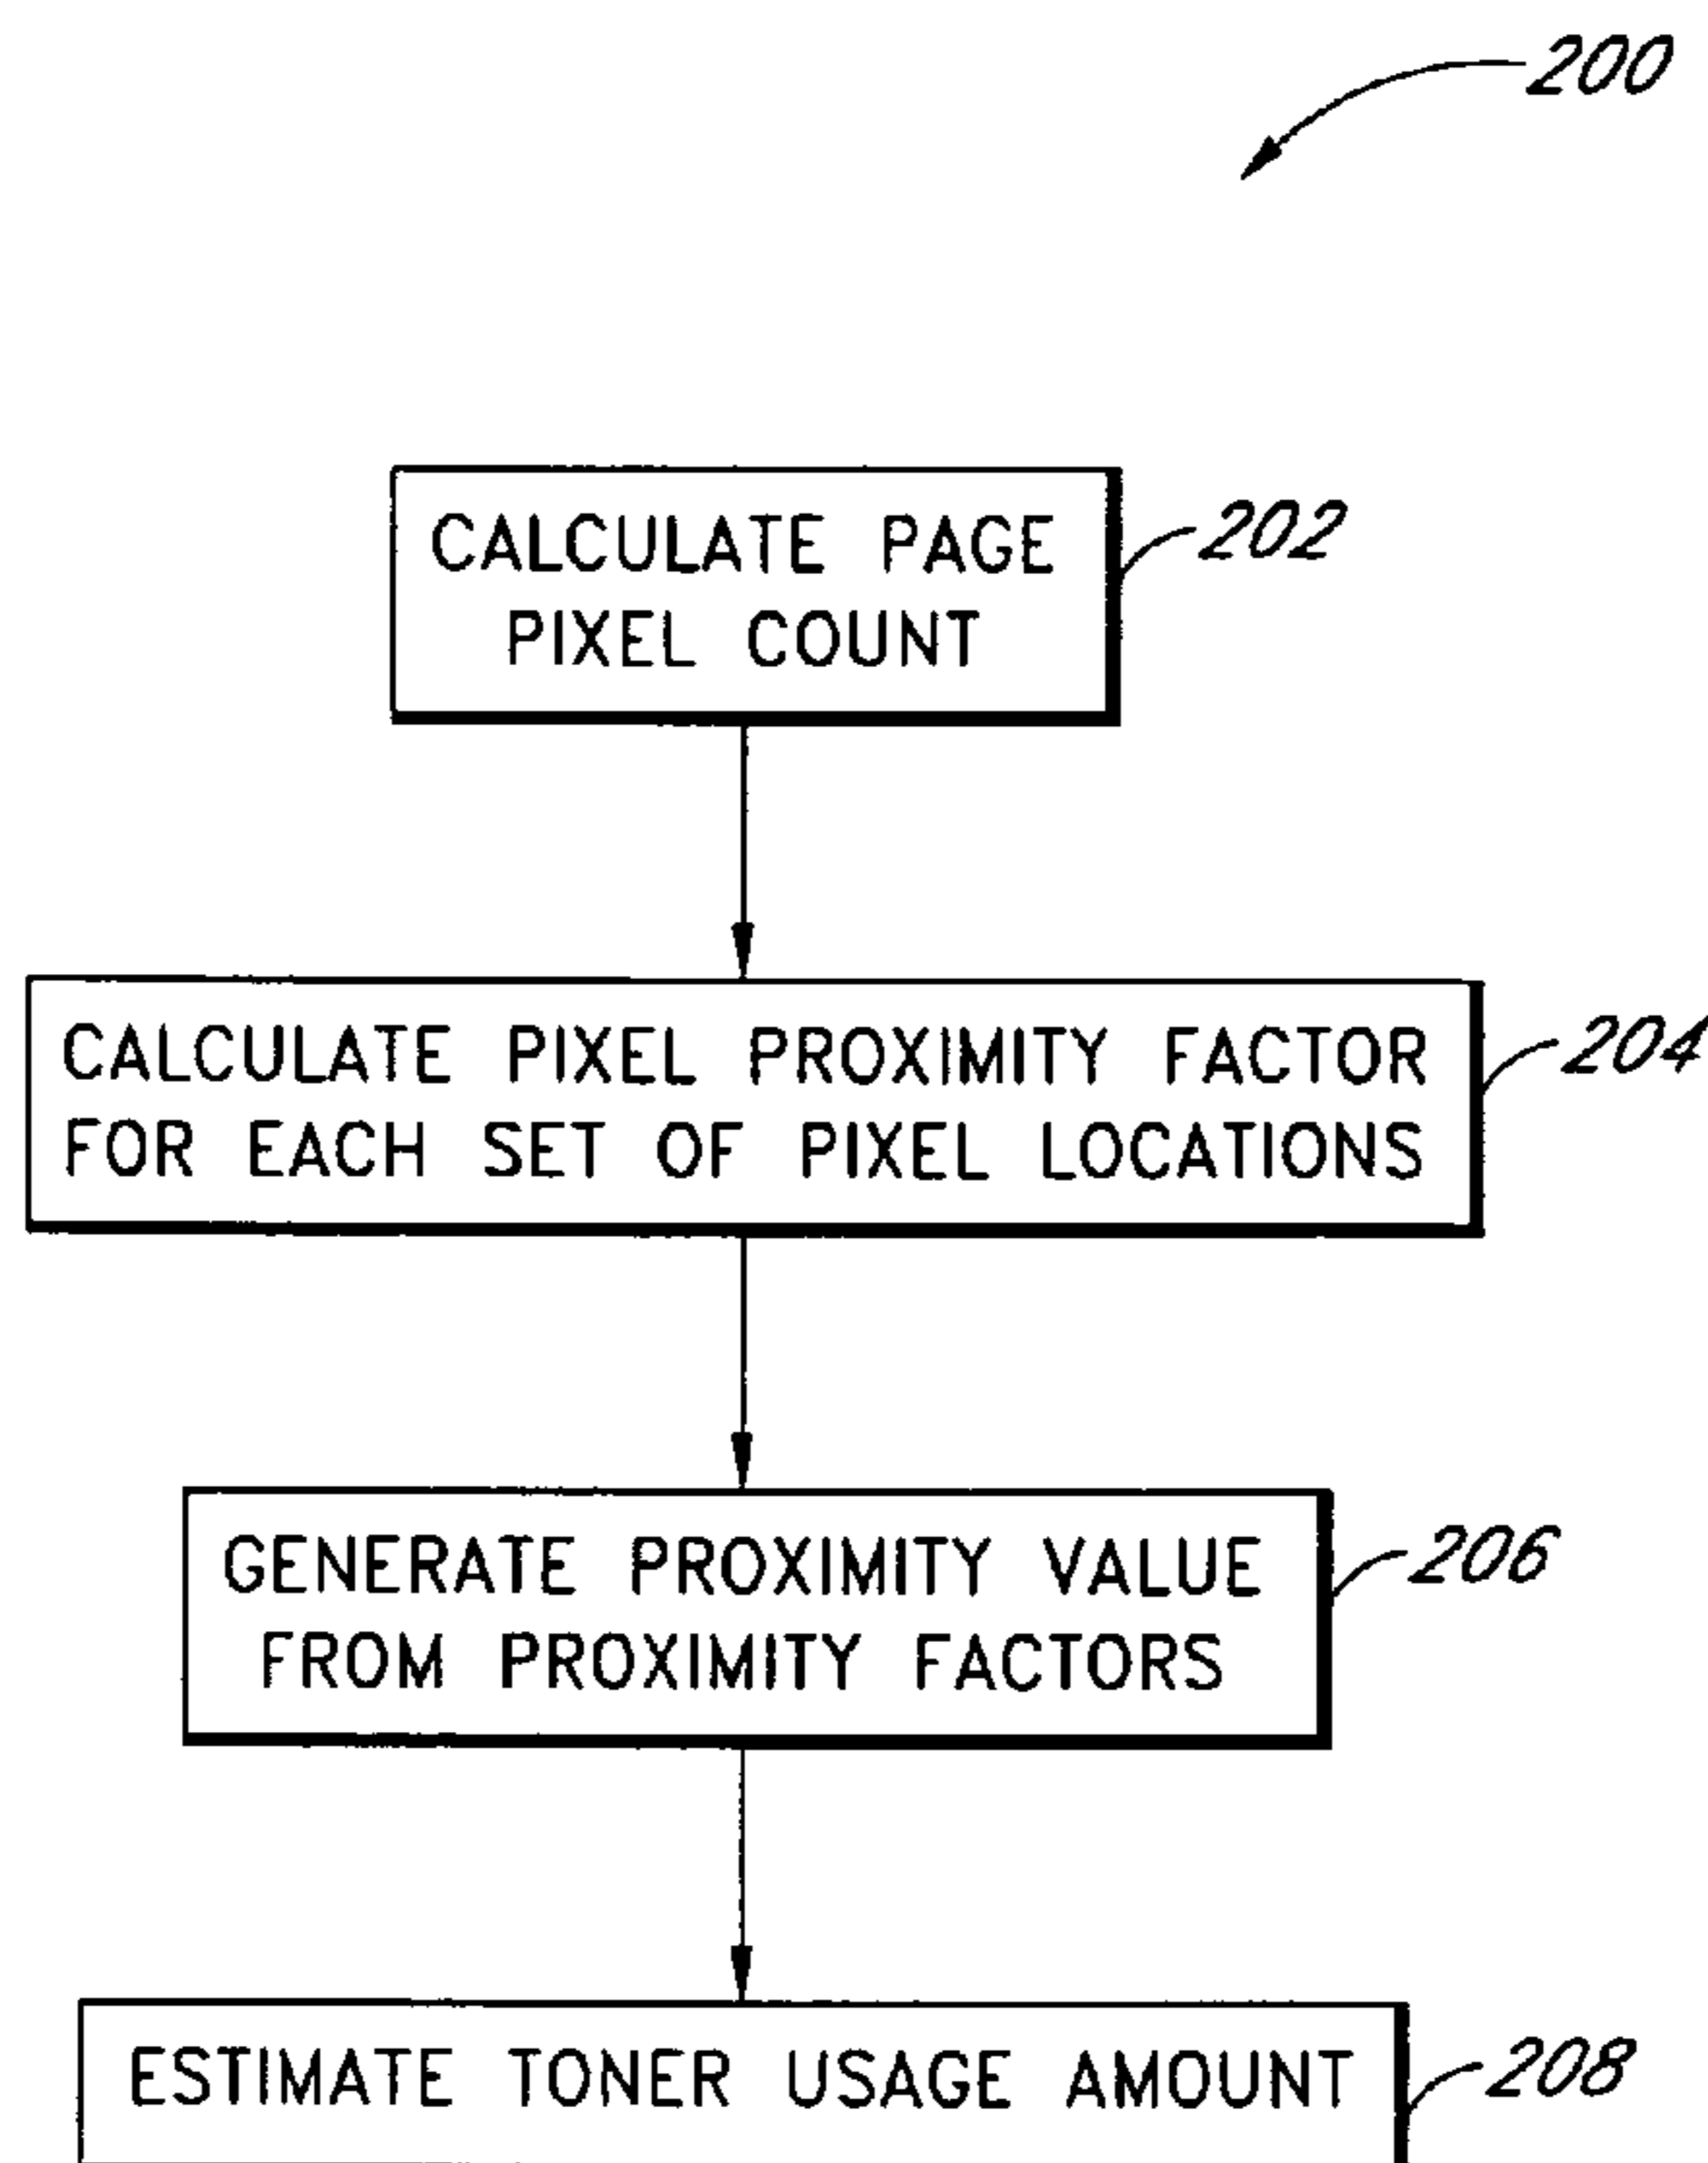 200
CALCULATE PAGE
PIXEL COUNT
202
CALCULATE PIXEL PROXIMITY FACTOR
FOR EACH SET OF PIXEL LOCATIONS
204
GENERATE PROXIMITY VALUE
FROM PROXIMITY FACTORS
206
ESTIMATE TONER USAGE AMOUNT
208